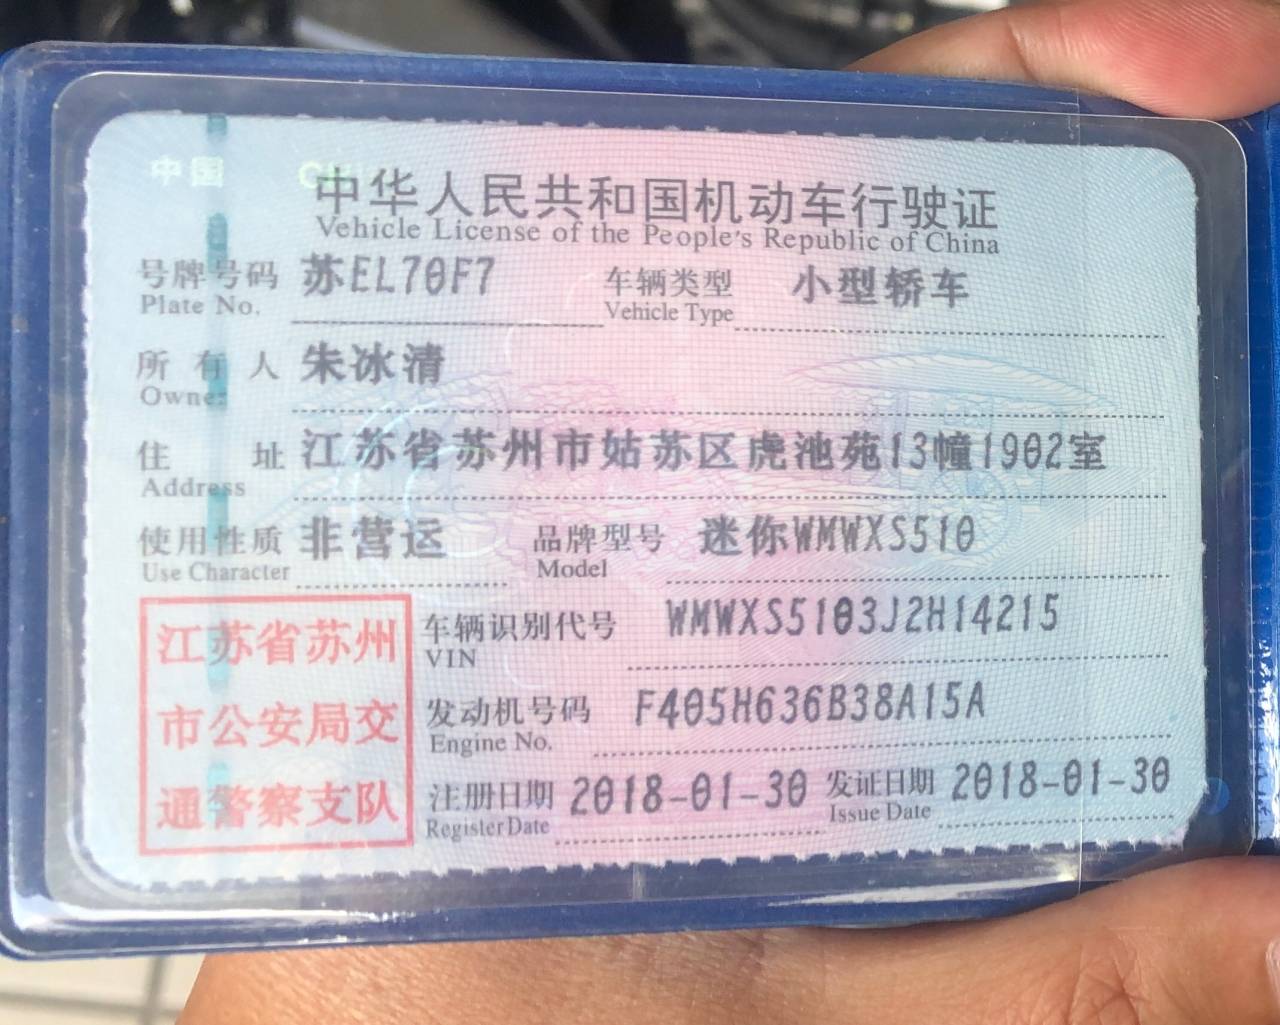 中国 CH
中华人民共和国机动车行驶证
Vehicle License of the People's Republic of China
号牌号码 苏EL70F7 车辆类型 小型轿车
Plate No. Vehicle Type
所有人 朱冰清
Owner
住址 江苏省苏州市姑苏区虎池苑13幢1902室
Address
使用性质 非营运 品牌型号 迷你WMWXS510
Use Character Model
江苏省苏州
市公安局交
通警察支队
车辆识别代号 WMWXS5103J2H14215
VIN
发动机号码 F405H636B38A15A
Engine No.
注册日期 2018-01-30 发证日期 2018-01-30
Register Date Issue Date